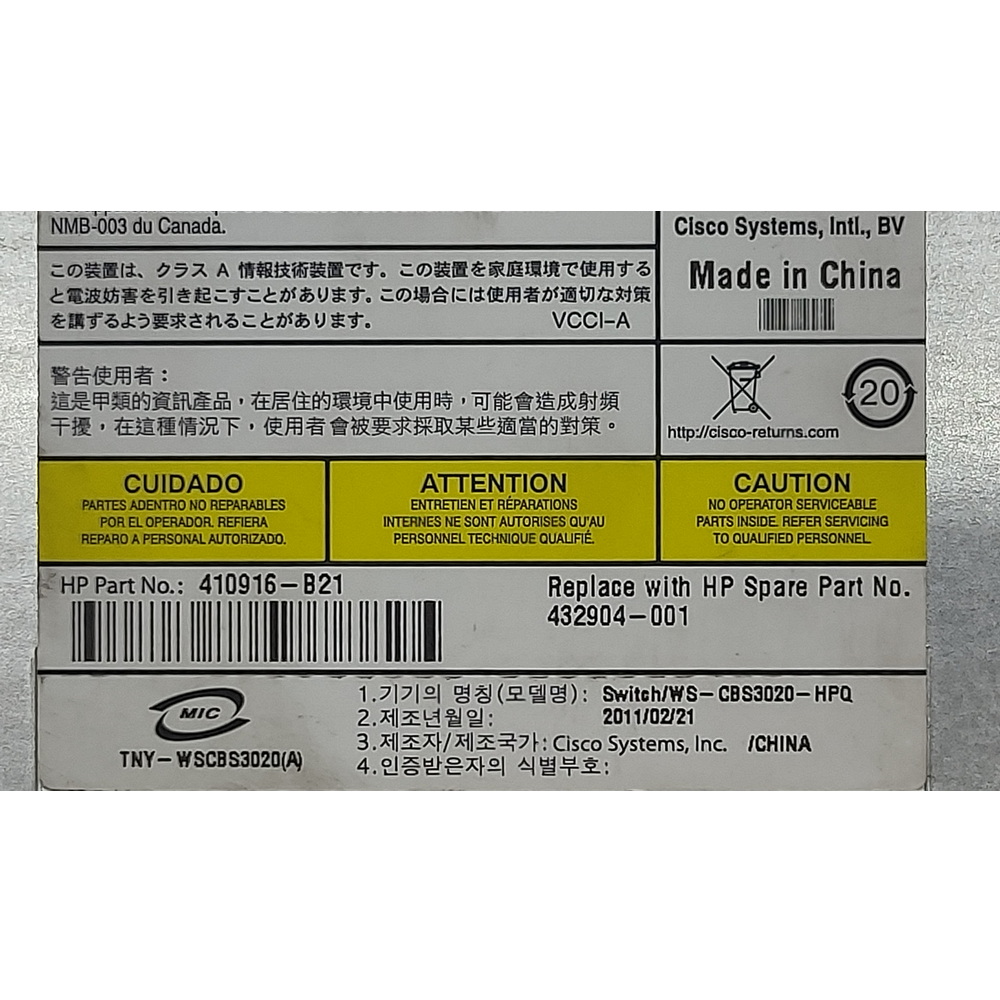 NMB-003 du Canada.
Cisco Systems, Intl., BV
Made in China
この装置は、クラス A 情報技術装置です。この装置を家庭環境で使用する
と電波妨害を引き起こすことがあります。この場合には使用者が適切な対策
を講ずるよう要求されることがあります。 VCCI-A
警告使用者：
這是甲類的資訊產品，在居住的環境中使用時，可能會造成射頻
干擾，在這種情況下，使用者會被要求採取某些適當的對策。
20
http://cisco-returns.com
CUIDADO
PARTES ADENTRO NO REPARABLES
POR EL OPERADOR. REFIERA
REPARO A PERSONAL AUTORIZADO.
ATTENTION
ENTRETIEN ET RÉPARATIONS
INTERNES NE SONT AUTORISES QU'AU
PERSONNEL TECHNIQUE QUALIFIÉ.
CAUTION
NO OPERATOR SERVICEABLE
PARTS INSIDE. REFER SERVICING
TO QUALIFIED PERSONNEL.
HP Part No.: 410916-B21
Replace with HP Spare Part No.
432904-001
MIC
TNY-WSCBS3020(A)
1.기기의 명칭(모델명): Switch/WS-CBS3020-HPQ
2.제조년월일: 2011/02/21
3.제조자/제조국가: Cisco Systems, Inc. /CHINA
4.인증받은자의 식별부호: